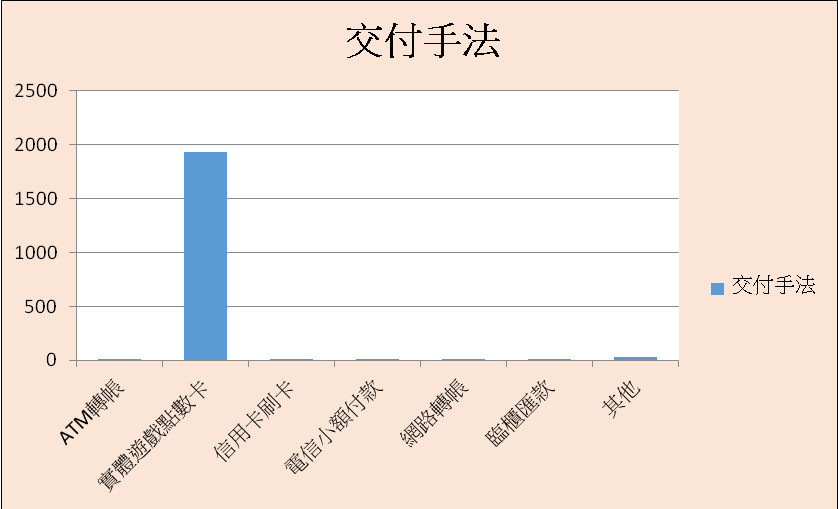 交付手法
2500
2000
1500
1000
500
0
交付手法
ATM轉帳
實體遊戲點數卡
信用卡刷卡
電信小額付款
網路轉帳
臨櫃匯款
其他